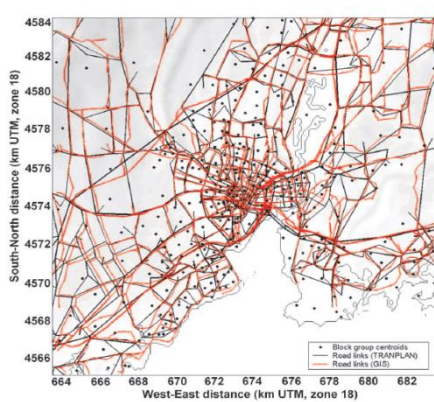 4584
4582
4580
4578
4576
4574
4572
4570
4568
4566
South-North distance (km UTM, zone 18)
Block group centroids
Road links (TRANPLAN)
Road links (GIS)
664 666 668 670 672 674 676 678 680 682
West-East distance (km UTM, zone 18)